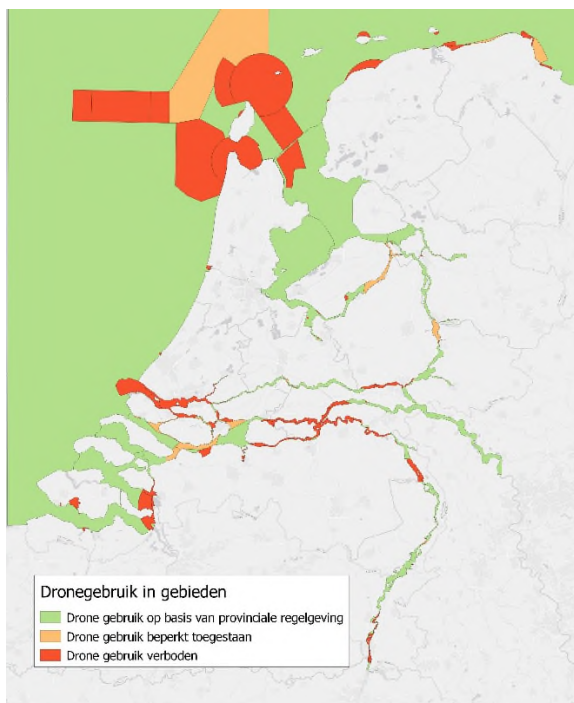 Dronegebruik in gebieden
Drone gebruik op basis van provinciale regelgeving
Drone gebruik beperkt toegestaan
Drone gebruik verboden